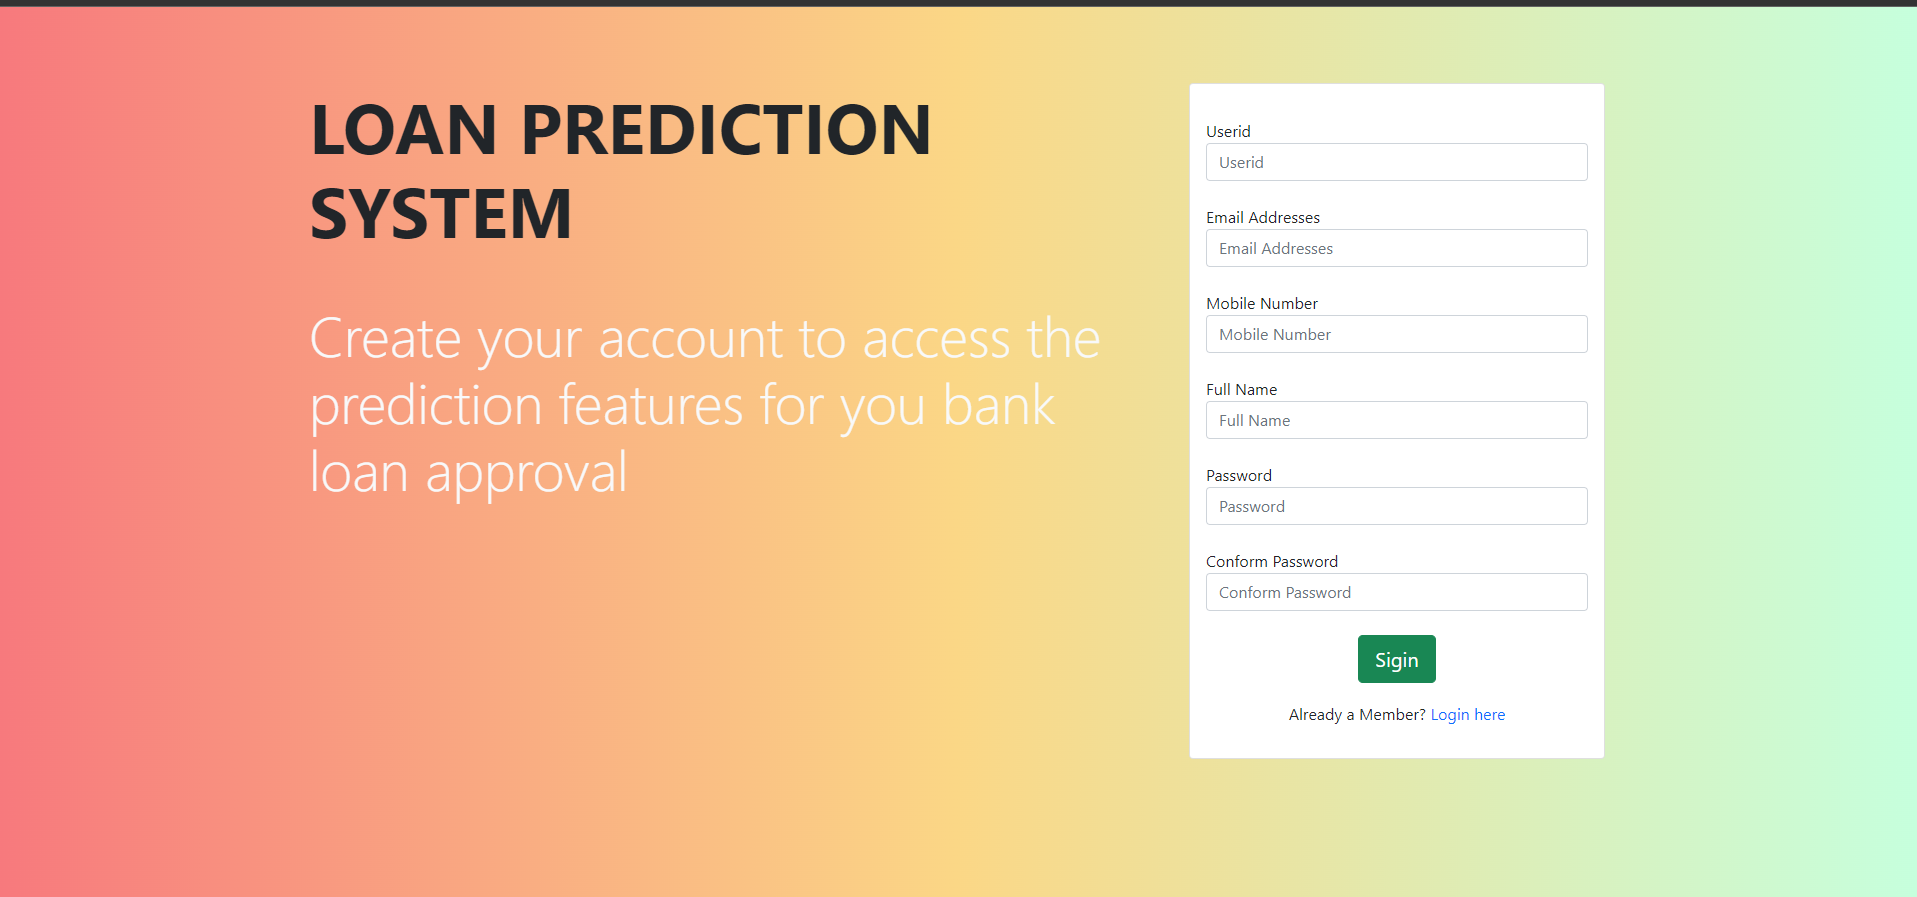 LOAN PREDICTION
SYSTEM
Create your account to access the
prediction features for you bank
loan approval
Userid
Userid
Email Addresses
Email Addresses
Mobile Number
Mobile Number
Full Name
Full Name
Password
Password
Conform Password
Conform Password
Sigin
Already a Member? Login here